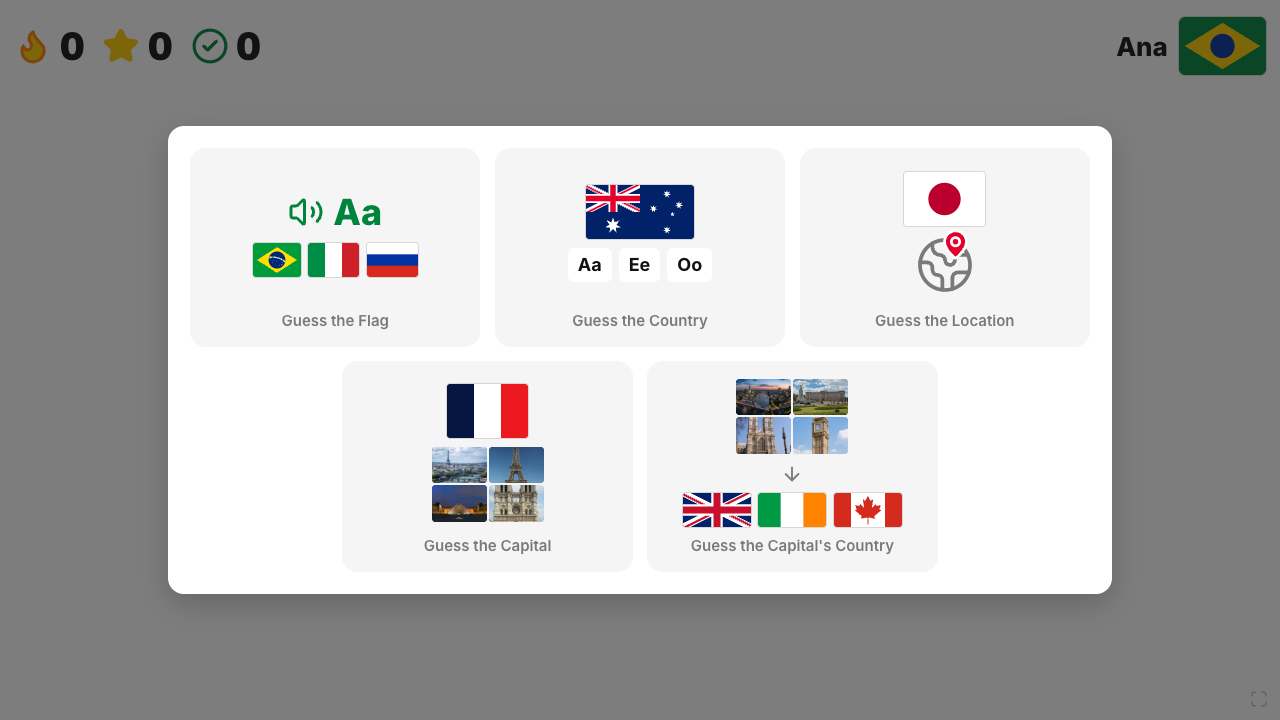 0 0 0 Ana
Aa
Guess the Flag
Aa Ee Oo
Guess the Country
Guess the Location
Guess the Capital
Guess the Capital's Country